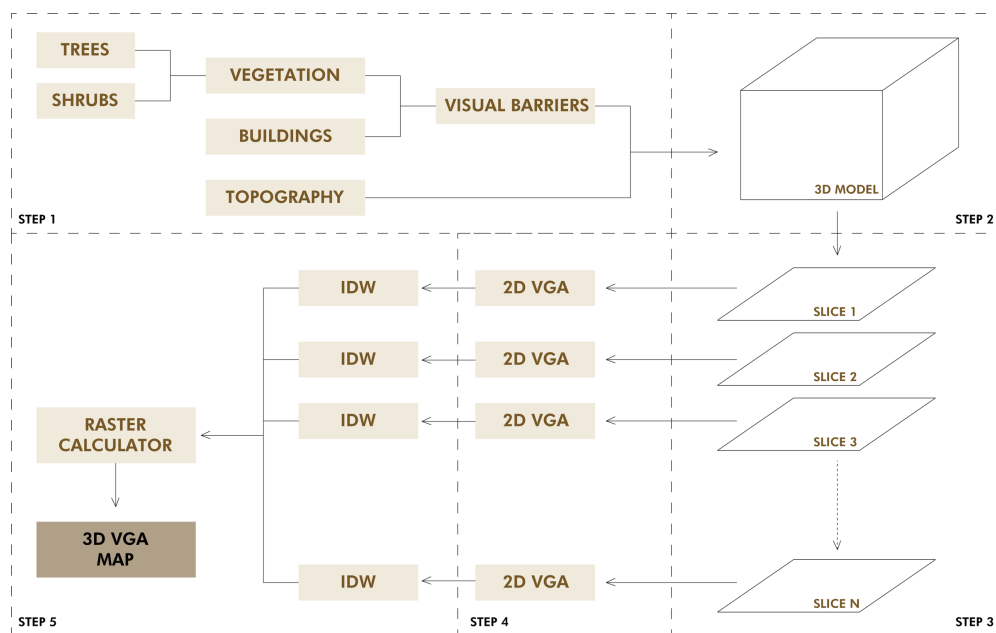 TREES
SHRUBS
VEGETATION
BUILDINGS
VISUAL BARRIERS
TOPOGRAPHY
STEP 1
3D MODEL
STEP 2
SLICE 1
SLICE 2
SLICE 3
SLICE N
STEP 3
2D VGA
2D VGA
2D VGA
2D VGA
STEP 4
IDW
IDW
IDW
IDW
RASTER
CALCULATOR
3D VGA
MAP
STEP 5